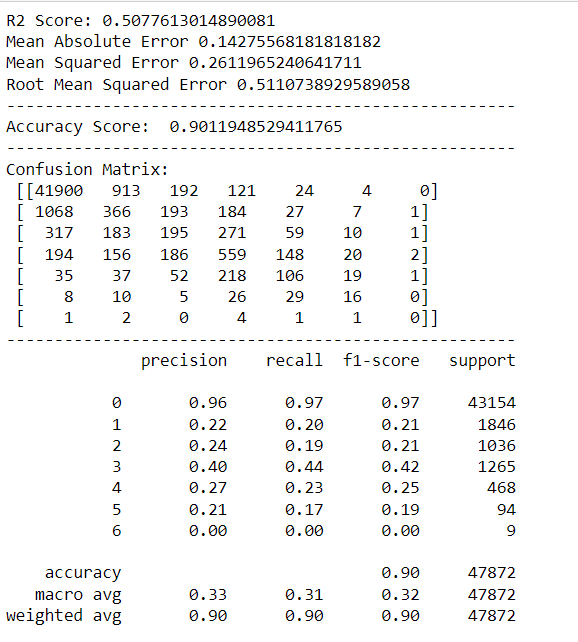 R2 Score: 0.5077613014890081
Mean Absolute Error 0.14275568181818182
Mean Squared Error 0.2611965240641711
Root Mean Squared Error 0.5110738929589058
-----------------------------------------------------
Accuracy Score:  0.9011948529411765
-----------------------------------------------------
Confusion Matrix:
 [[41900   913   192   121    24     4     0]
 [ 1068   366   193   184    27     7     1]
 [  317   183   195   271    59    10     1]
 [  194   156   186   559   148    20     2]
 [   35    37    52   218   106    19     1]
 [    8    10     5    26    29    16     0]
 [    1     2     0     4     1     1     0]]
-----------------------------------------------------
              precision    recall  f1-score   support
           0       0.96      0.97      0.97     43154
           1       0.22      0.20      0.21      1846
           2       0.24      0.19      0.21      1036
           3       0.40      0.44      0.42      1265
           4       0.27      0.23      0.25       468
           5       0.21      0.17      0.19        94
           6       0.00      0.00      0.00         9
    accuracy                           0.90     47872
   macro avg       0.33      0.31      0.32     47872
weighted avg       0.90      0.90      0.90     47872